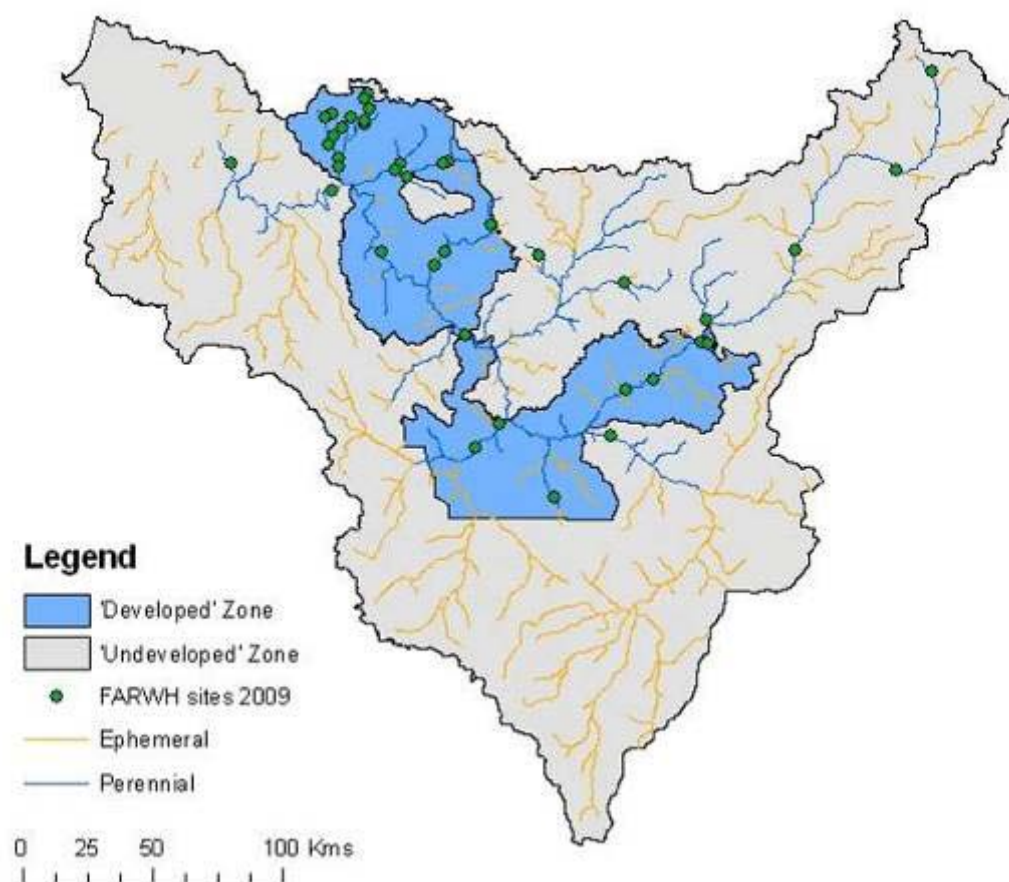 Legend
'Developed' Zone
'Undeveloped' Zone
FARWH sites 2009
Ephemeral
Perennial
0 25 50 100 Kms